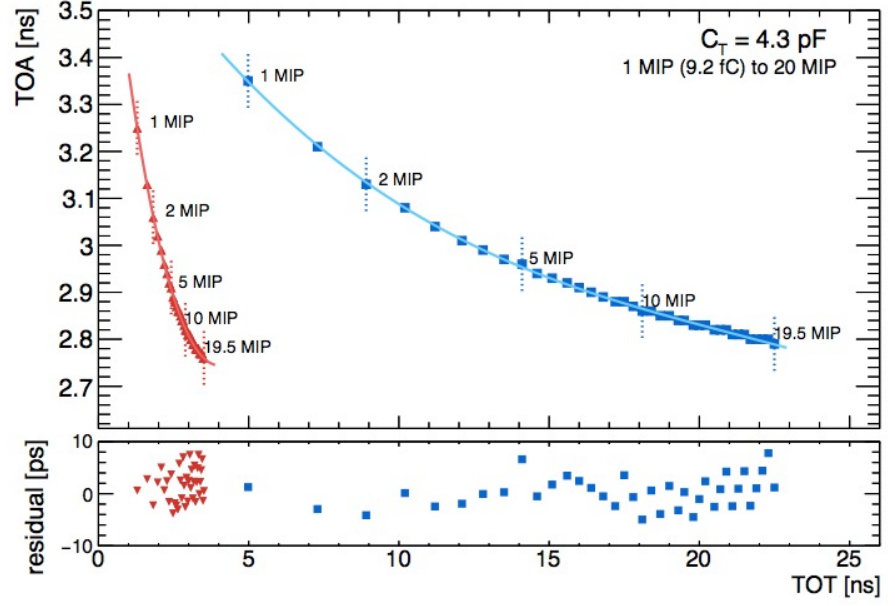 TOA [ns]
3.5
3.4
3.3
3.2
3.1
3
2.9
2.8
2.7
C_T = 4.3 pF
1 MIP (9.2 fC) to 20 MIP
1 MIP
2 MIP
5 MIP
10 MIP
19.5 MIP
1 MIP
2 MIP
5 MIP
10 MIP
19.5 MIP
residual [ps]
10
0
−10
0
5
10
15
20
25
TOT [ns]